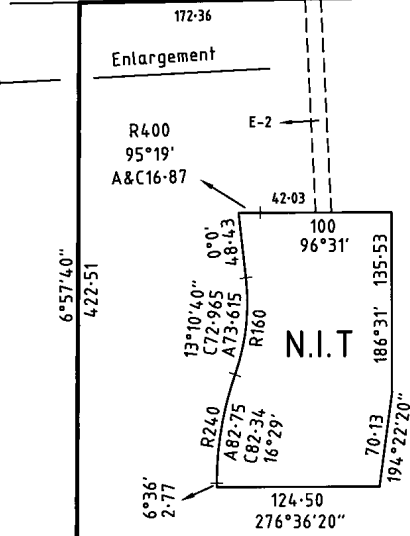 172·36
Enlargement
R400
95°19'
A&C16·87
E-2
42·03
100
96°31'
0°0'
48·43
135·53
186°31'
6°57'40"
422·51
13°10'40"
C72·965
A73·615
R160
N.I.T
R240
A82·75
C82·34
16°29'
70·13
194°22'20"
6°36'
2·77
124·50
276°36'20"